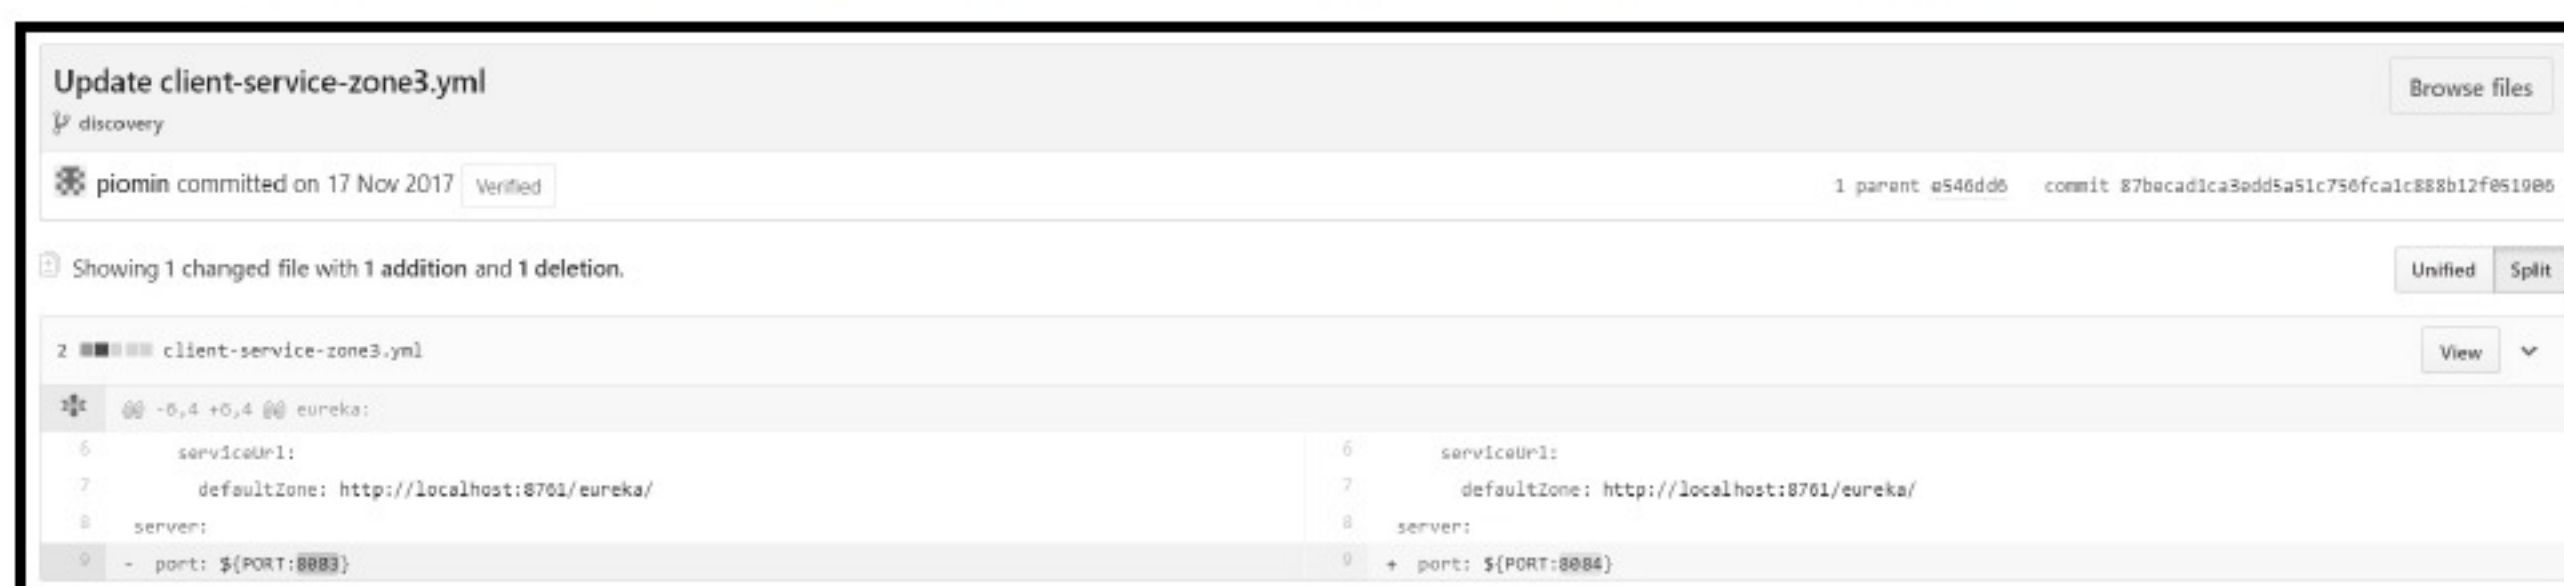 Update client-service-zone3.yml
Browse files
discovery
piomin committed on 17 Nov 2017 Verified
1 parent e546dd6 commit 87becad1ca3edd5a51c756fca1c888b12f051906
Showing 1 changed file with 1 addition and 1 deletion.
Unified Split
2 client-service-zone3.yml
View
@@ -6,4 +6,4 @@ eureka:
6 serviceUrl: 6 serviceUrl:
7 defaultZone: http://localhost:8761/eureka/ 7 defaultZone: http://localhost:8761/eureka/
8 server: 8 server:
9 - port: ${PORT:8083} 9 + port: ${PORT:8084}